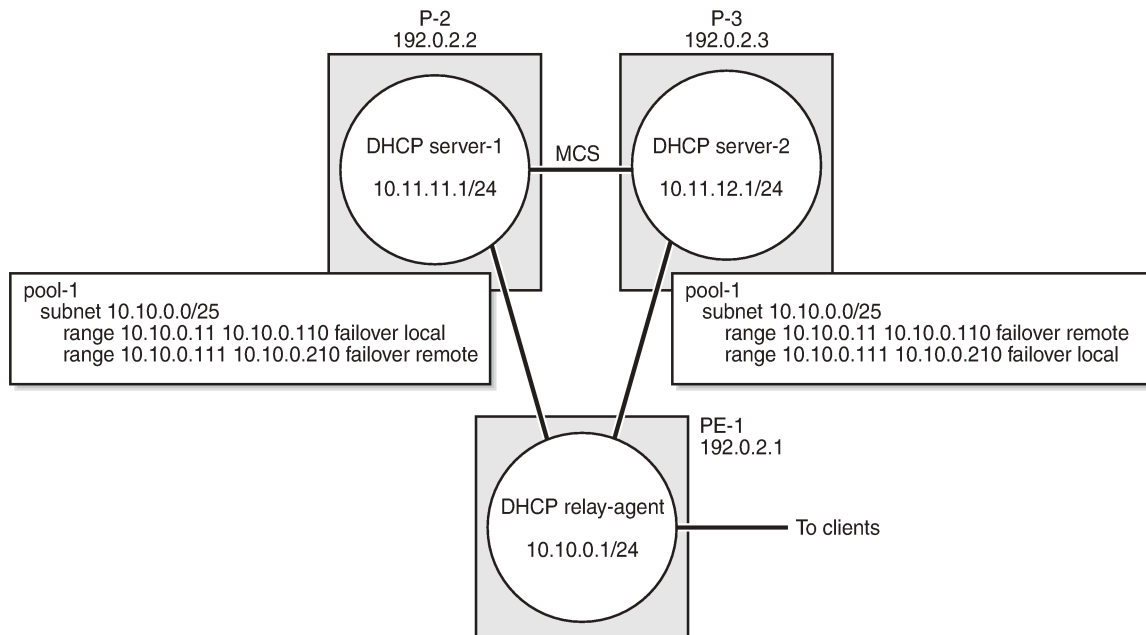 P-2
192.0.2.2
P-3
192.0.2.3
DHCP server-1
10.11.11.1/24
MCS
DHCP server-2
10.11.12.1/24
pool-1
subnet 10.10.0.0/25
range 10.10.0.11 10.10.0.110 failover local
range 10.10.0.111 10.10.0.210 failover remote
pool-1
subnet 10.10.0.0/25
range 10.10.0.11 10.10.0.110 failover remote
range 10.10.0.111 10.10.0.210 failover local
PE-1
192.0.2.1
DHCP relay-agent
10.10.0.1/24
To clients